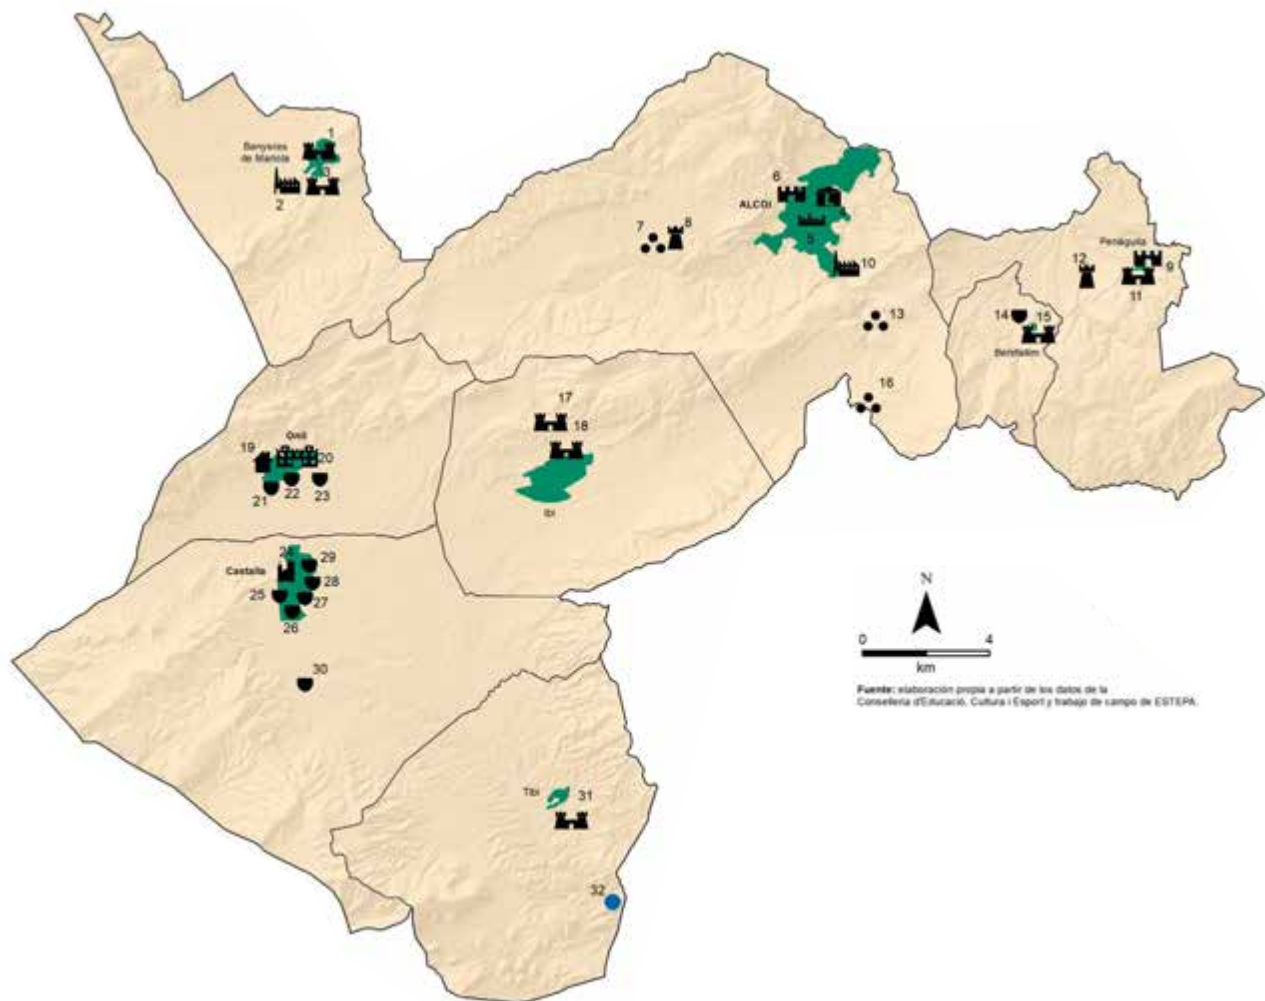 1
Banyeres
de Mariola
3
2
6
ALCOI
5
7
8
10
Penàguila
12
9
11
13
14
15
Benifallim
16
17
18
Ibi
Onil
19
20
21
22
23
24
29
Castalla
28
25
27
26
30
N
0
4
km
Fuente: elaboración propia a partir de los datos de la
Conselleria d'Educació, Cultura i Esport y trabajo de campo de ESTEPA.
Tibi
31
32